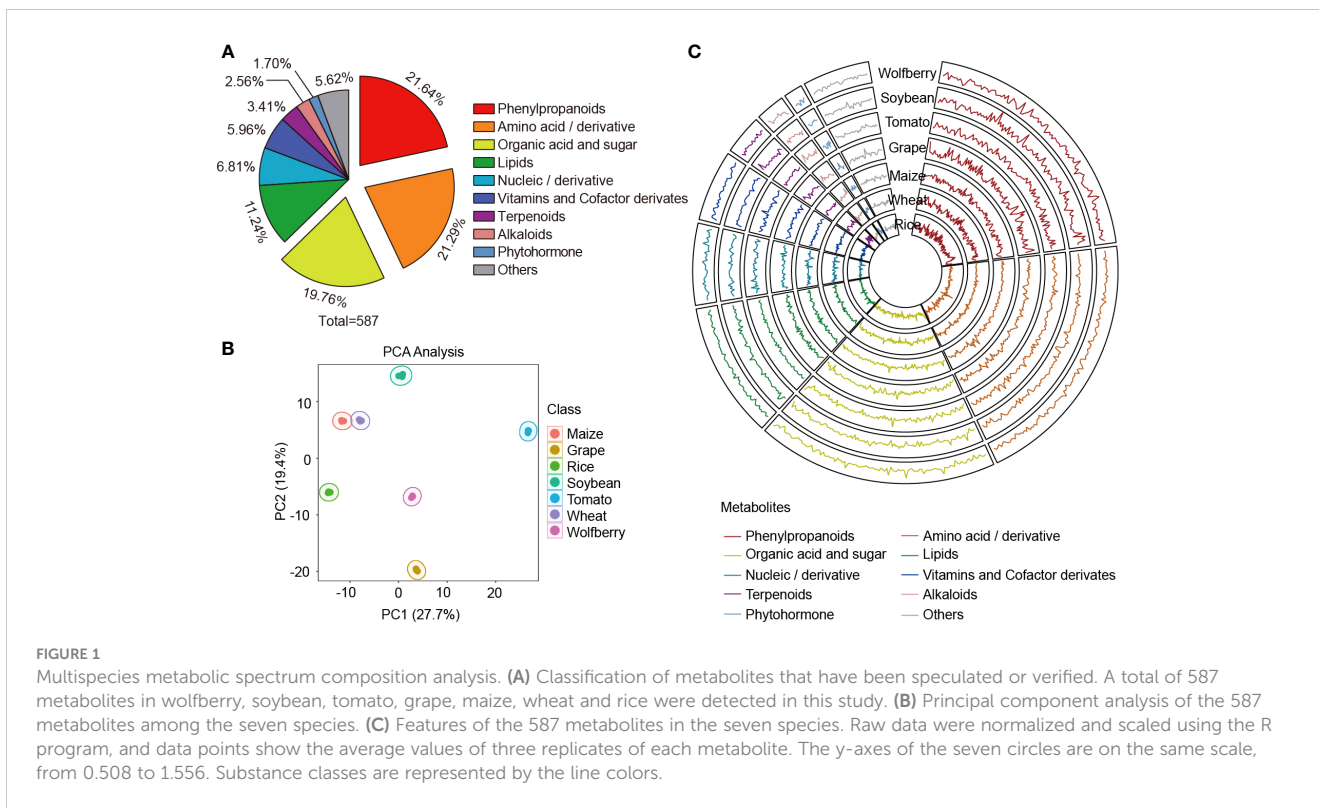 A
1.70%
2.56%
5.62%
21.64%
3.41%
5.96%
6.81%
11.24%
19.76%
21.29%
Total=587
Phenylpropanoids
Amino acid / derivative
Organic acid and sugar
Lipids
Nucleic / derivative
Vitamins and Cofactor derivates
Terpenoids
Alkaloids
Phytohormone
Others
B
PCA Analysis
10
0
-10
-20
PC2 (19.4%)
-10
0
10
20
PC1 (27.7%)
Class
Maize
Grape
Rice
Soybean
Tomato
Wheat
Wolfberry
C
Wolfberry
Soybean
Tomato
Grape
Maize
Wheat
Rice
Metabolites
Phenylpropanoids
Amino acid / derivative
Organic acid and sugar
Lipids
Nucleic / derivative
Vitamins and Cofactor derivates
Terpenoids
Alkaloids
Phytohormone
Others
FIGURE 1
Multispecies metabolic spectrum composition analysis. (A) Classification of metabolites that have been speculated or verified. A total of 587
metabolites in wolfberry, soybean, tomato, grape, maize, wheat and rice were detected in this study. (B) Principal component analysis of the 587
metabolites among the seven species. (C) Features of the 587 metabolites in the seven species. Raw data were normalized and scaled using the R
program, and data points show the average values of three replicates of each metabolite. The y-axes of the seven circles are on the same scale,
from 0.508 to 1.556. Substance classes are represented by the line colors.